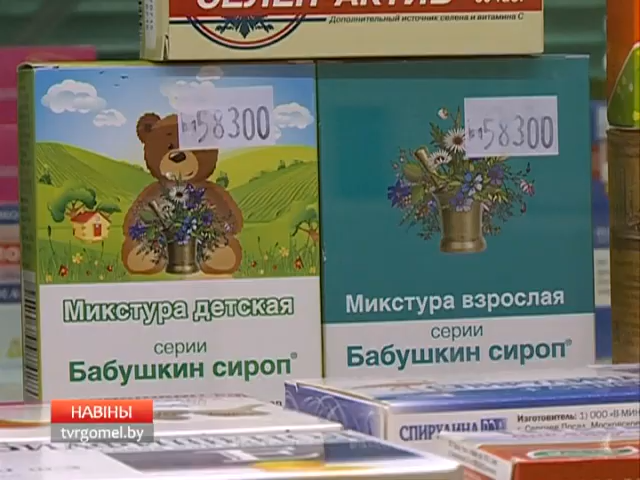 СЕЛЕН-АКТИВ
Дополнительный источник селена и витамина С
58300
58300
Микстура детская
серии
Бабушкин сироп®
Микстура взрослая
серии
Бабушкин сироп®
НАВІНЫ
tvrgomel.by
СПИРУЛИНА
Изготовитель: 1) ООО «В-МИН